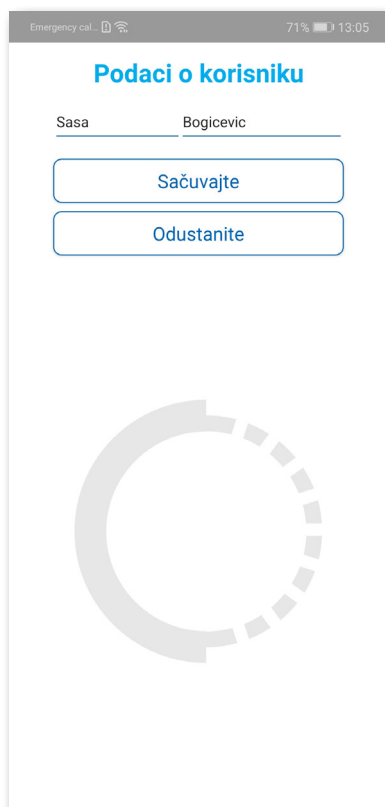 Emergency cal... 71% 13:05
Podaci o korisniku
Sasa Bogicevic
Sačuvajte
Odustanite